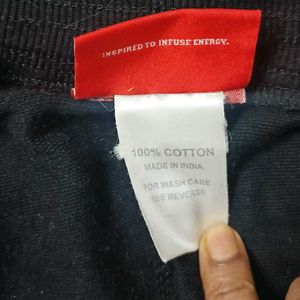 INSPIRED TO INFUSE ENERGY.
100% COTTON
MADE IN INDIA
FOR WASH CARE
SEE REVERSE